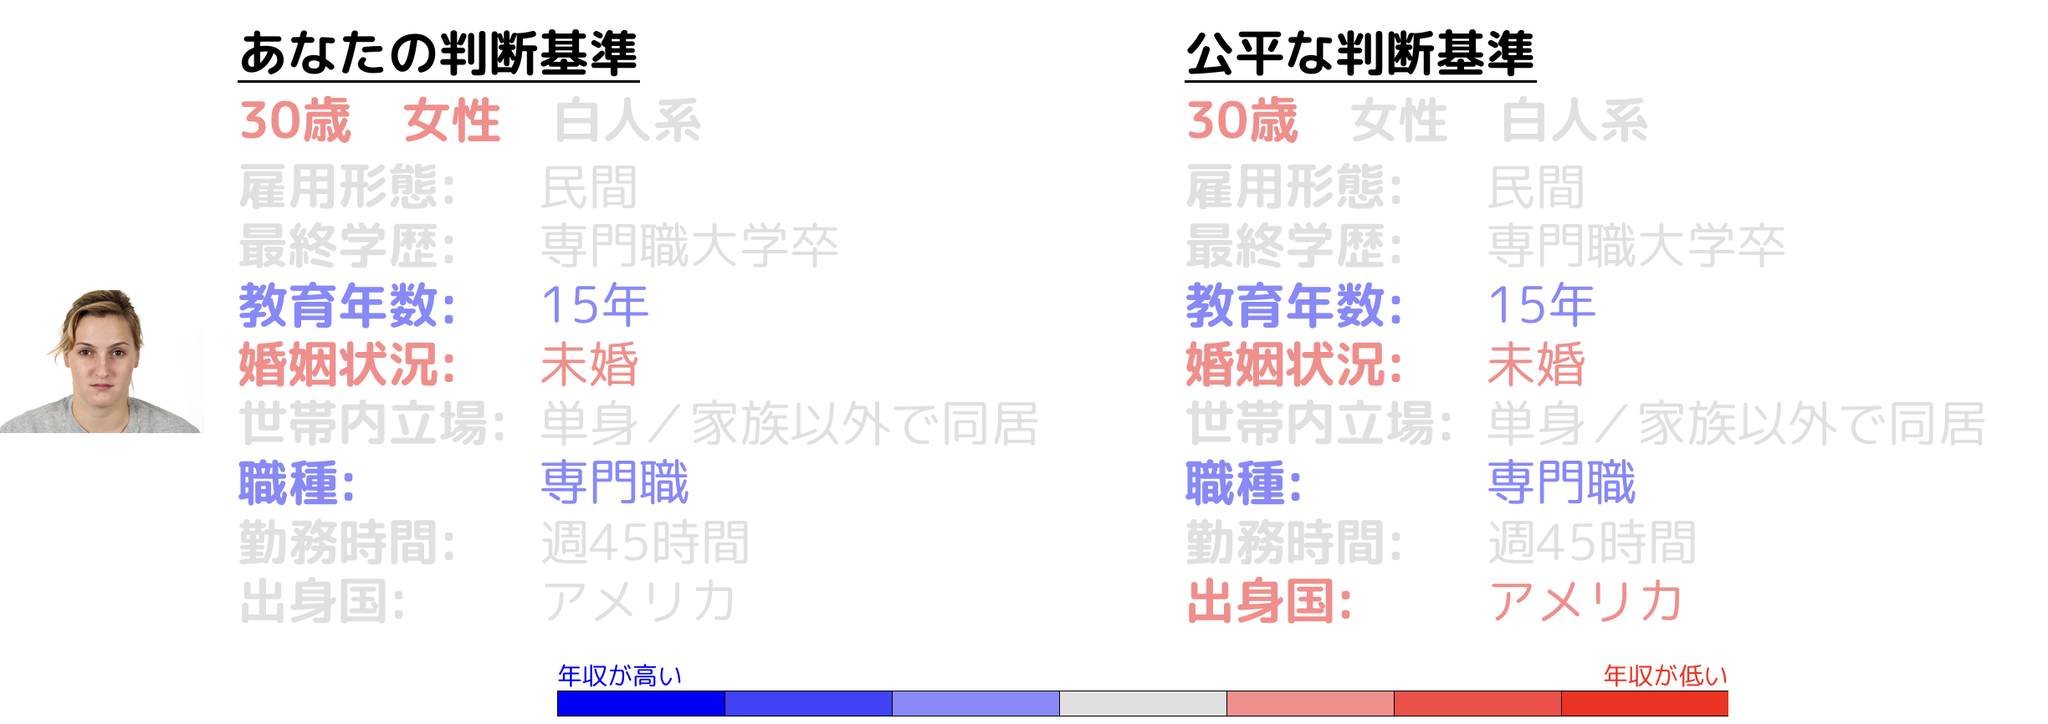 あなたの判断基準
30歳 女性 白人系
雇用形態: 民間
最終学歴: 専門職大学卒
教育年数: 15年
婚姻状況: 未婚
世帯内立場: 単身／家族以外で同居
職種: 専門職
勤務時間: 週45時間
出身国: アメリカ
公平な判断基準
30歳 女性 白人系
雇用形態: 民間
最終学歴: 専門職大学卒
教育年数: 15年
婚姻状況: 未婚
世帯内立場: 単身／家族以外で同居
職種: 専門職
勤務時間: 週45時間
出身国: アメリカ
年収が高い
年収が低い